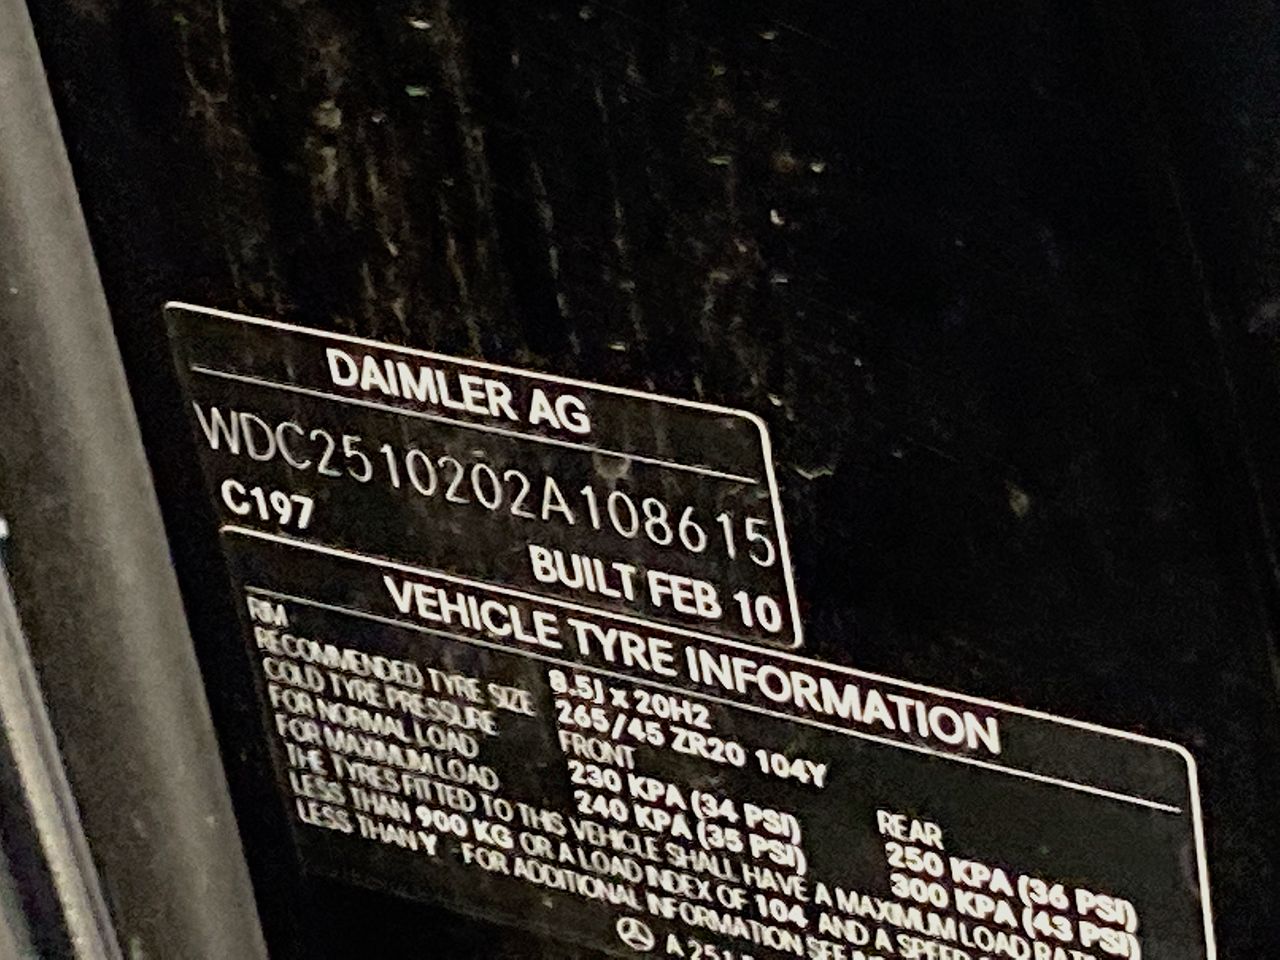 DAIMLER AG
WDC2510202A108615
C197
BUILT FEB 10
VEHICLE TYRE INFORMATION
RIM 8.5J x 20H2
RECOMMENDED TYRE SIZE 265/45 ZR20 104Y
COLD TYRE PRESSURE FRONT REAR
FOR NORMAL LOAD 230 KPA (34 PSI) 250 KPA (36 PSI)
FOR MAXIMUM LOAD 240 KPA (35 PSI) 300 KPA (43 PSI)
THE TYRES FITTED TO THIS VEHICLE SHALL HAVE A MAXIMUM LOAD
LESS THAN 900 KG OR A LOAD INDEX OF 104 AND A SPEED
LESS THAN Y FOR ADDITIONAL INFORMATION SEE
A 251